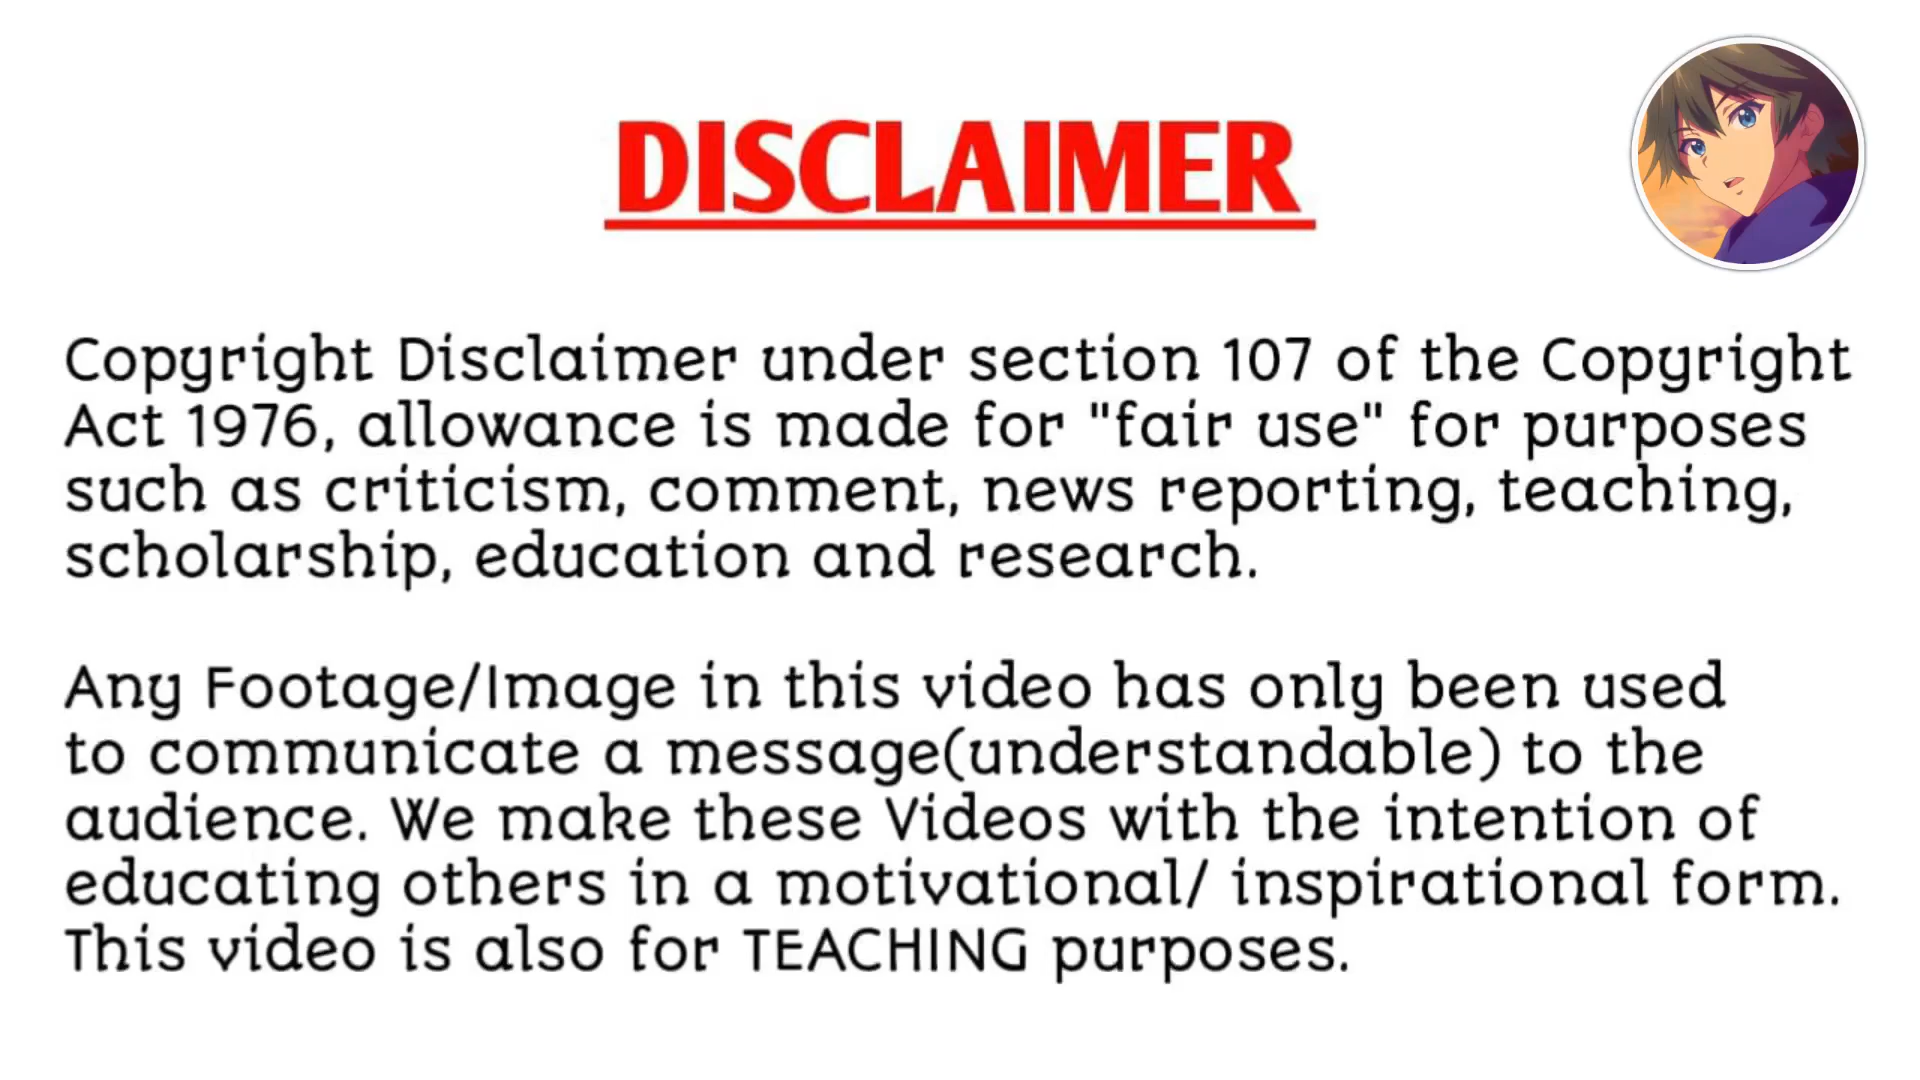 DISCLAIMER
Copyright Disclaimer under section 107 of the Copyright
Act 1976, allowance is made for "fair use" for purposes
such as criticism, comment, news reporting, teaching,
scholarship, education and research.
Any Footage/Image in this video has only been used
to communicate a message(understandable) to the
audience. We make these Videos with the intention of
educating others in a motivational/ inspirational form.
This video is also for TEACHING purposes.